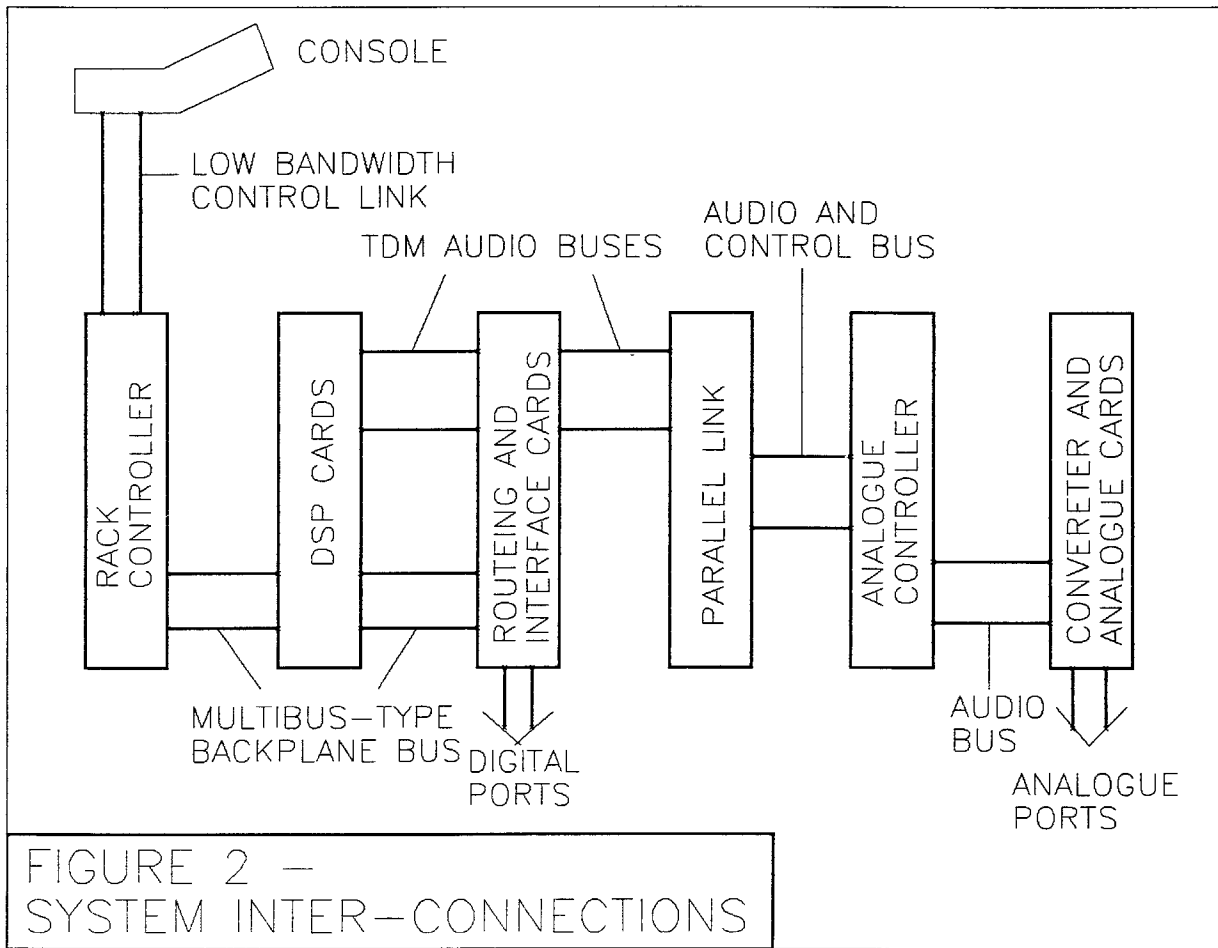 CONSOLE
LOW BANDWIDTH
CONTROL LINK
TDM AUDIO BUSES
AUDIO AND
CONTROL BUS
RACK
CONTROLLER
DSP CARDS
ROUTEING AND
INTERFACE CARDS
PARALLEL LINK
ANALOGUE
CONTROLLER
CONVERETER AND
ANALOGUE CARDS
MULTIBUS-TYPE
BACKPLANE BUS
DIGITAL
PORTS
AUDIO
BUS
ANALOGUE
PORTS
FIGURE 2 –
SYSTEM INTER-CONNECTIONS